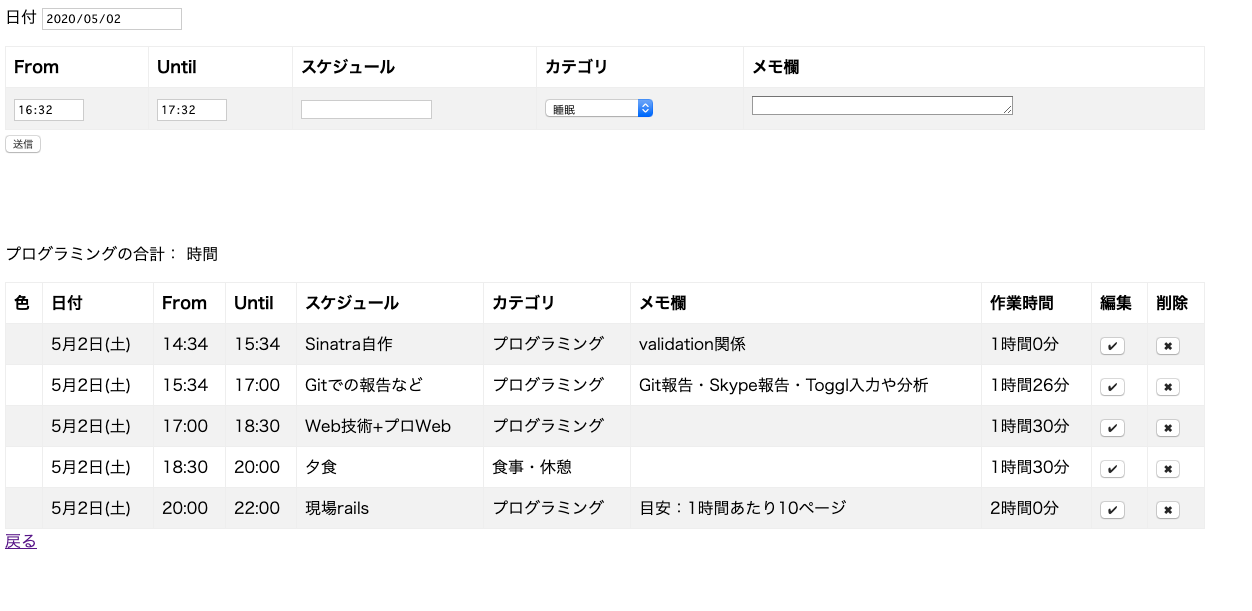 日付 2020/05/02
From Until スケジュール カテゴリ メモ欄
16:32 17:32 睡眠
送信
プログラミングの合計： 時間
色 日付 From Until スケジュール カテゴリ メモ欄 作業時間 編集 削除
5月2日(土) 14:34 15:34 Sinatra自作 プログラミング validation関係 1時間0分 ✔ ✖
5月2日(土) 15:34 17:00 Gitでの報告など プログラミング Git報告・Skype報告・Toggl入力や分析 1時間26分 ✔ ✖
5月2日(土) 17:00 18:30 Web技術+プロWeb プログラミング 1時間30分 ✔ ✖
5月2日(土) 18:30 20:00 夕食 食事・休憩 1時間30分 ✔ ✖
5月2日(土) 20:00 22:00 現場rails プログラミング 目安：1時間あたり10ページ 2時間0分 ✔ ✖
戻る